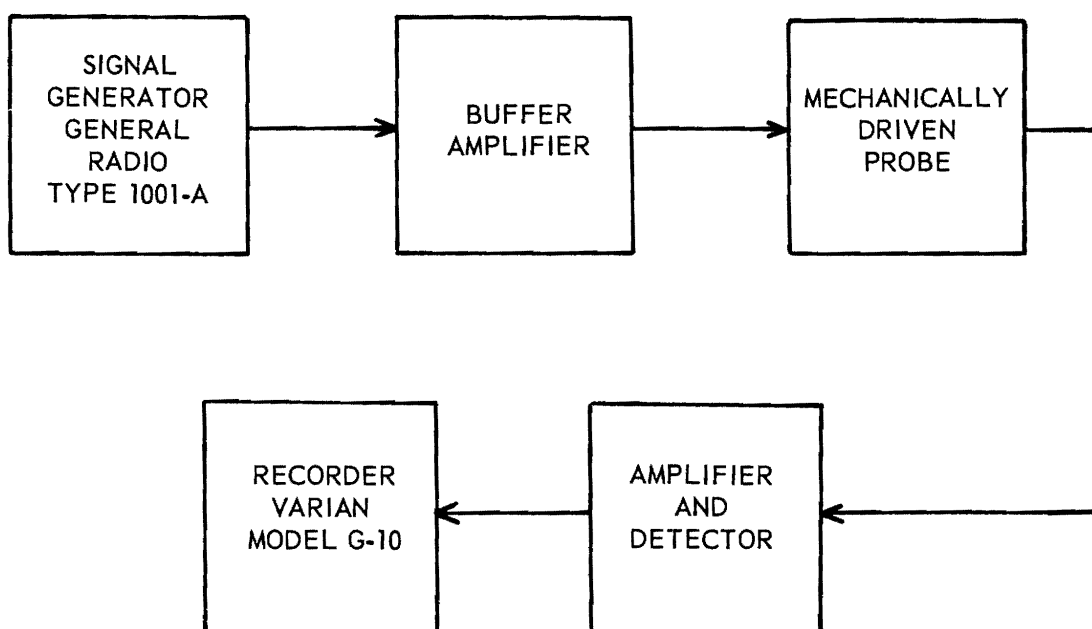 SIGNAL
GENERATOR
GENERAL
RADIO
TYPE 1001-A
BUFFER
AMPLIFIER
MECHANICALLY
DRIVEN
PROBE
RECORDER
VARIAN
MODEL G-10
AMPLIFIER
AND
DETECTOR